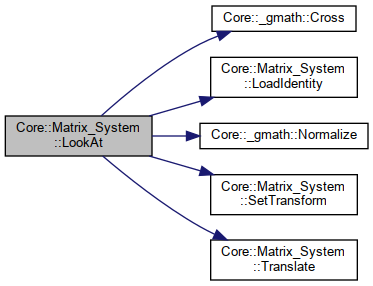 Core::_gmath::Cross
Core::Matrix_System
::LoadIdentity
Core::Matrix_System
::LookAt
Core::_gmath::Normalize
Core::Matrix_System
::SetTransform
Core::Matrix_System
::Translate